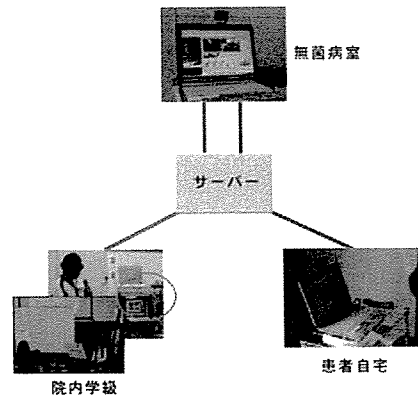 無菌病室
サーバー
院内学級
患者自宅